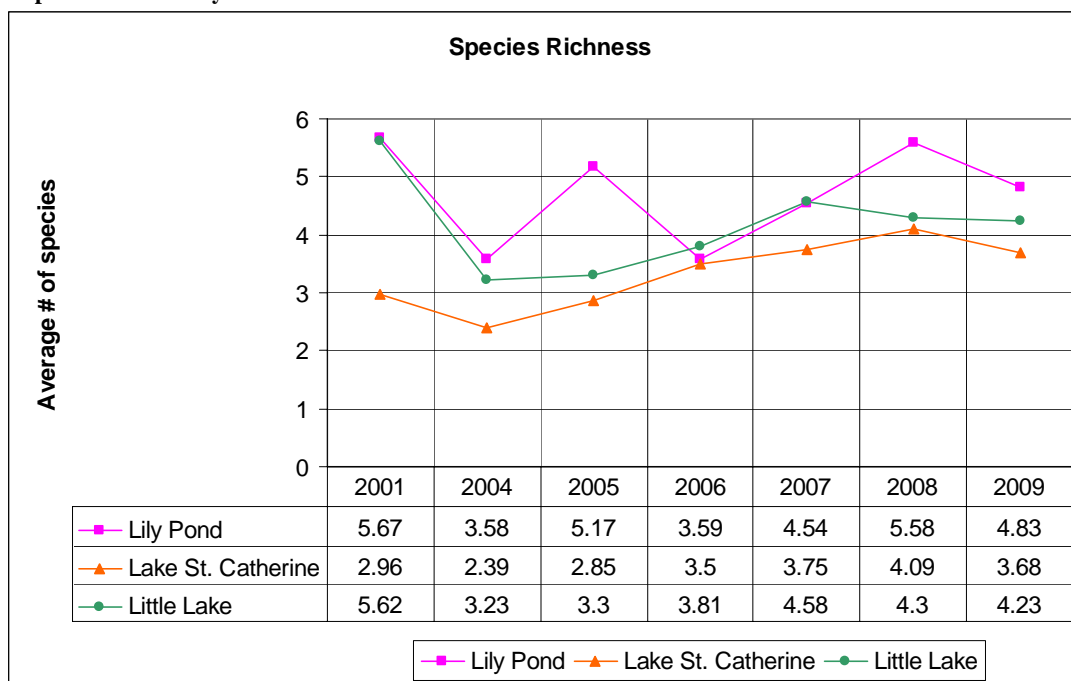 Species Richness
Average # of species
6
5
4
3
2
1
0
2001 2004 2005 2006 2007 2008 2009
Lily Pond 5.67 3.58 5.17 3.59 4.54 5.58 4.83
Lake St. Catherine 2.96 2.39 2.85 3.5 3.75 4.09 3.68
Little Lake 5.62 3.23 3.3 3.81 4.58 4.3 4.23
Lily Pond Lake St. Catherine Little Lake